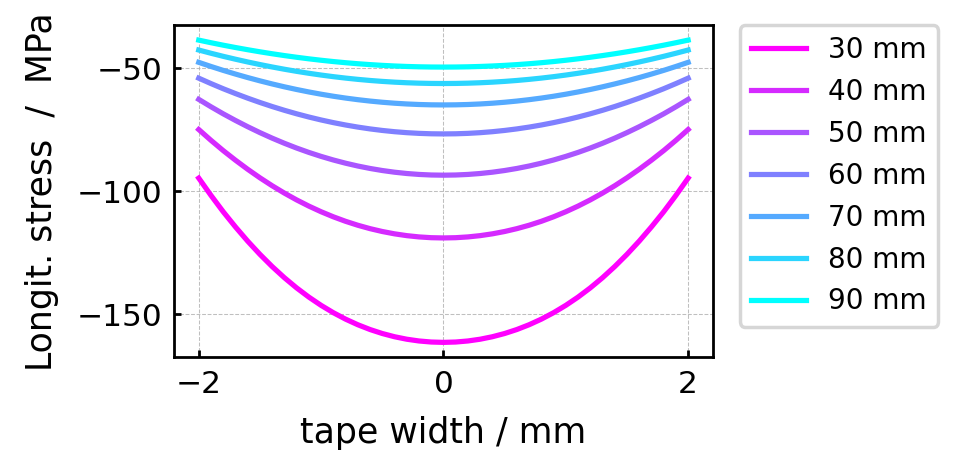 Longit. stress / MPa
−50
−100
−150
−2
0
2
tape width / mm
30 mm
40 mm
50 mm
60 mm
70 mm
80 mm
90 mm